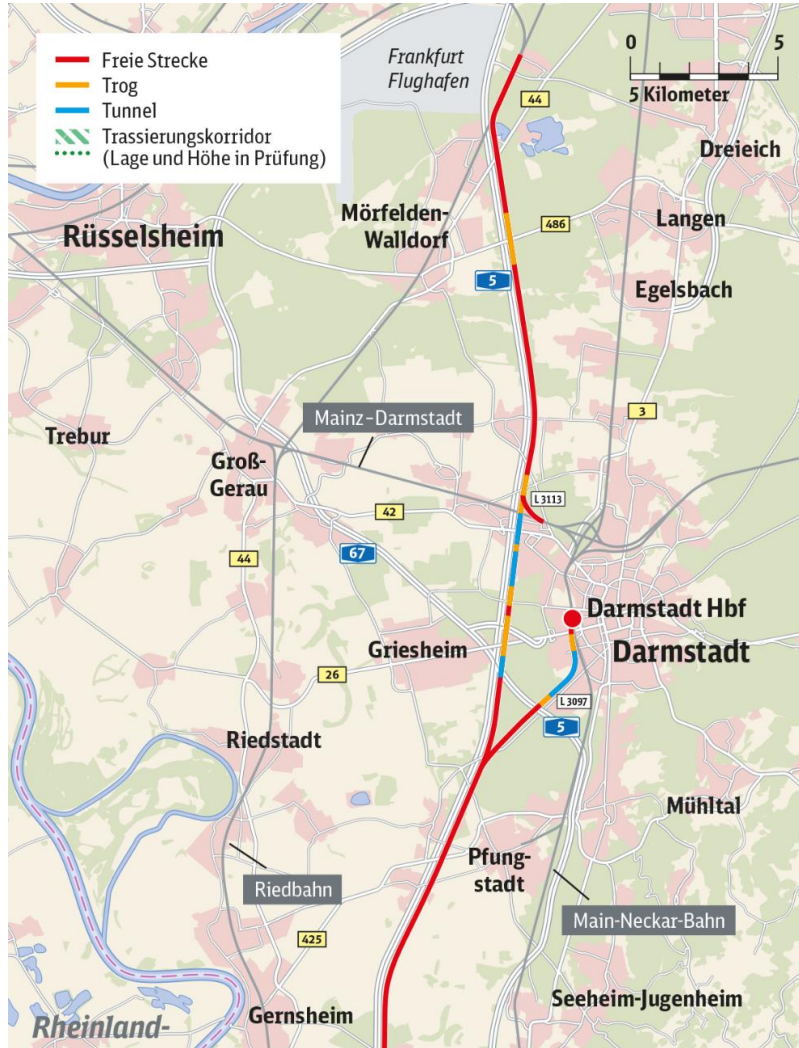 Freie Strecke
Trog
Tunnel
Trassierungskorridor
(Lage und Höhe in Prüfung)
Frankfurt
Flughafen
0 5
5 Kilometer
44
Dreieich
Mörfelden-
Walldorf
486
Langen
Rüsselsheim
5
Egelsbach
3
Mainz–Darmstadt
Trebur
Groß-
Gerau
L 3113
42
67
44
Darmstadt Hbf
Griesheim
Darmstadt
26
L 3097
5
Riedstadt
Mühltal
Pfung-
stadt
Riedbahn
Main-Neckar-Bahn
425
Seeheim-Jugenheim
Gernsheim
Rheinland-